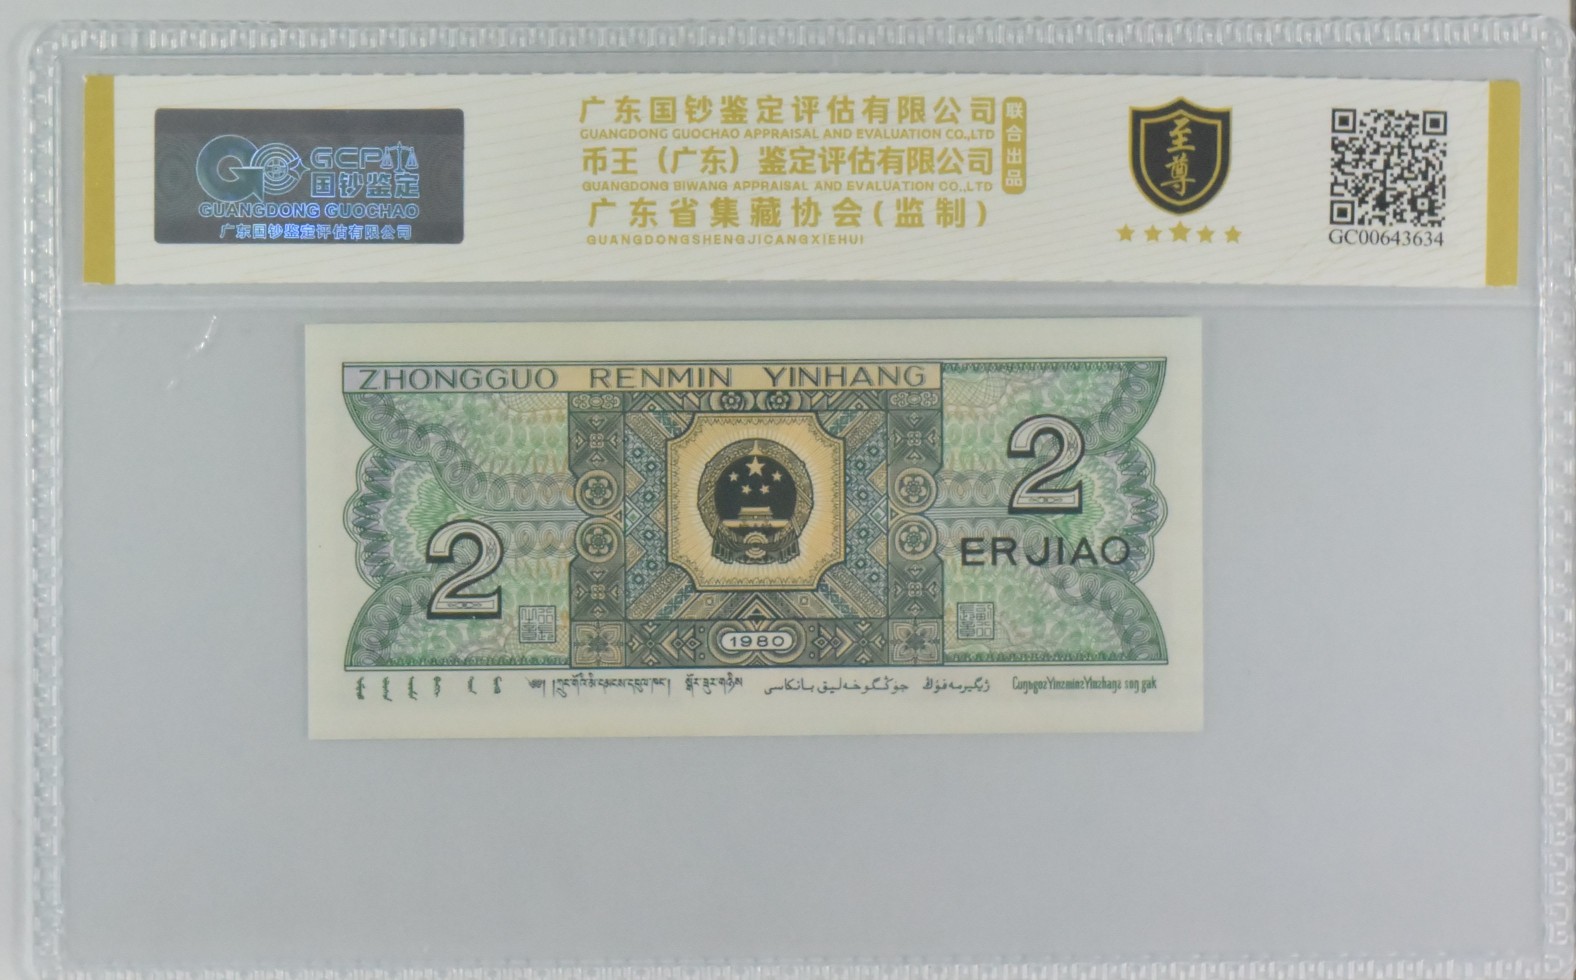 GCP
国钞鉴定
GUANGDONG GUOCHAO
广东国钞鉴定评估有限公司
广东国钞鉴定评估有限公司
GUANGDONG GUOCHAO APPRAISAL AND EVALUATION CO.,LTD
币王（广东）鉴定评估有限公司
GUANGDONG BIWANG APPRAISAL AND EVALUATION CO.,LTD
广东省集藏协会(监制)
GUANGDONGSHENGJICANGXIEHUI
联合出品
至尊
GC00643634
ZHONGGUO RENMIN YINHANG
2
ERJIAO
2
1980